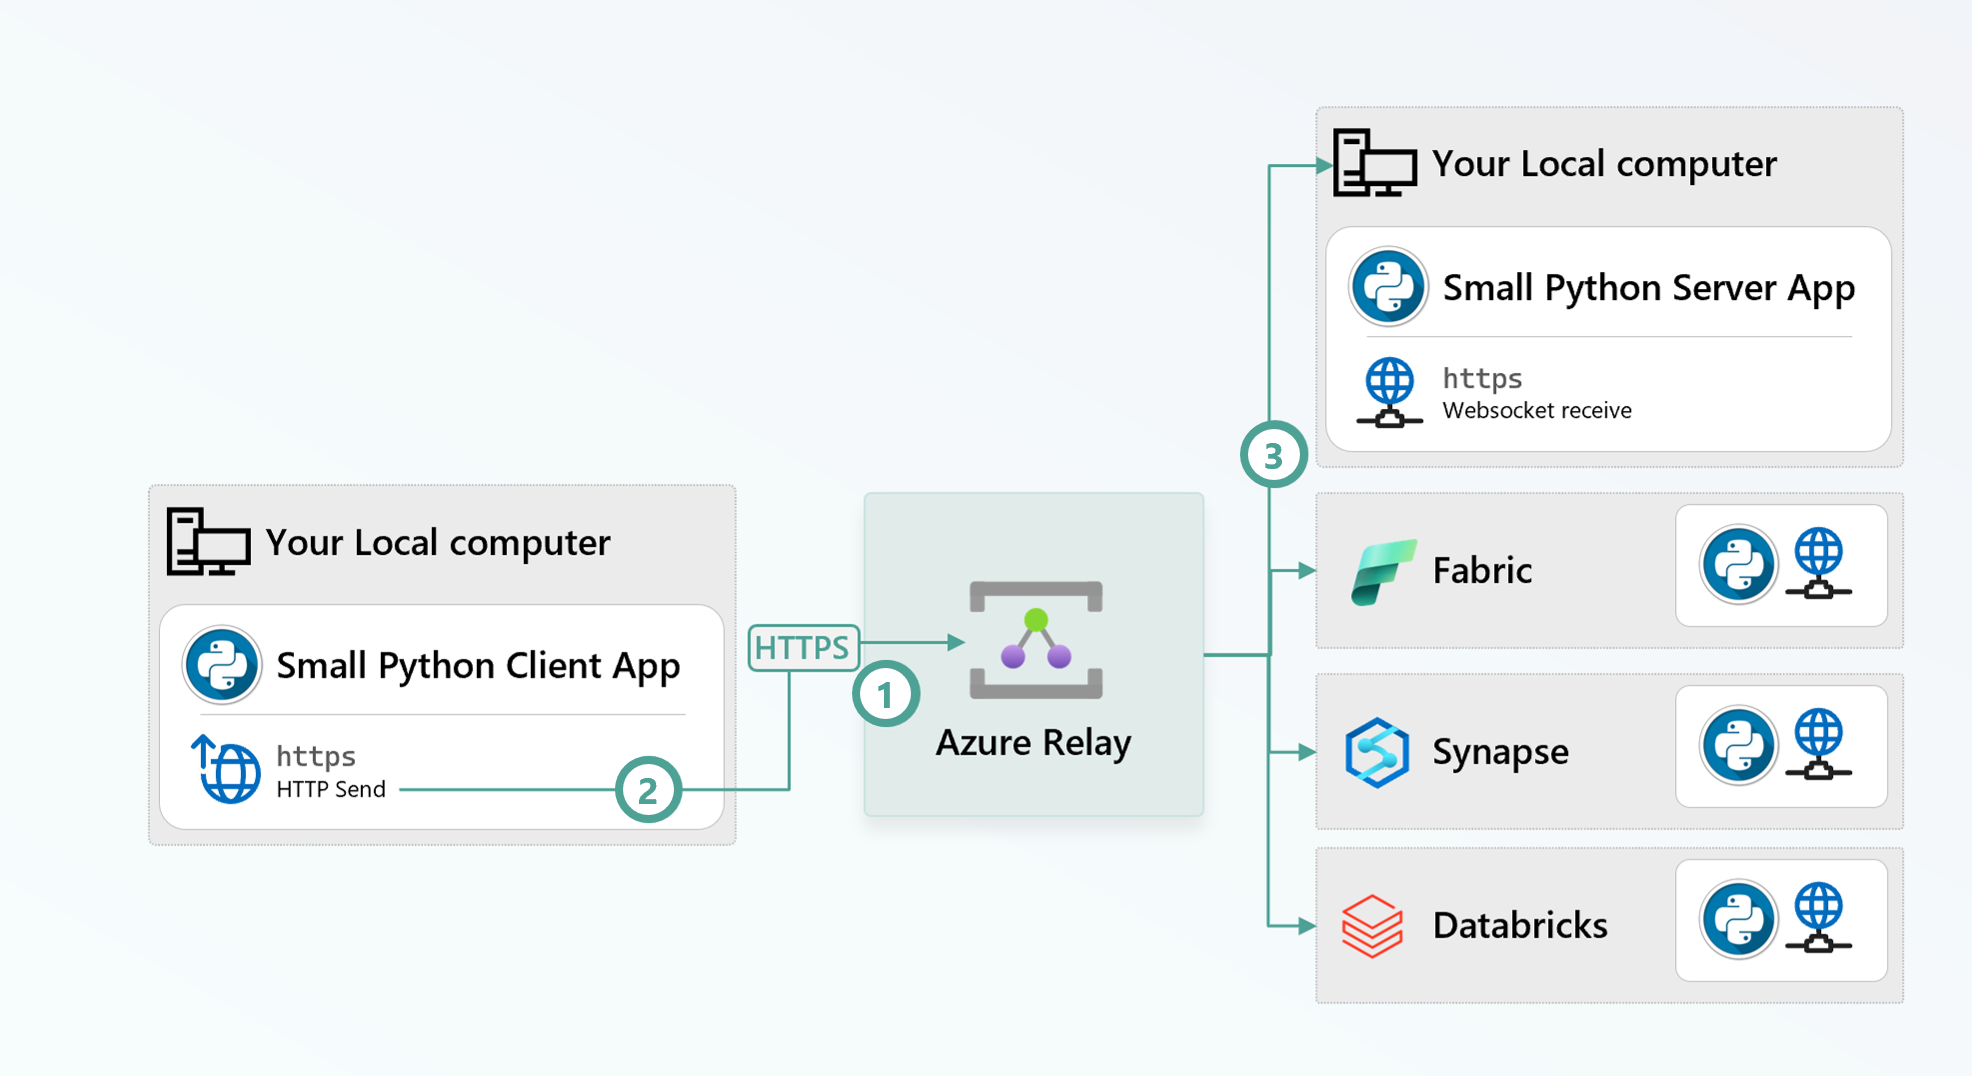 Your Local computer
Small Python Client App
https
HTTP Send
2
HTTPS
1
Azure Relay
3
Your Local computer
Small Python Server App
https
Websocket receive
Fabric
Synapse
Databricks